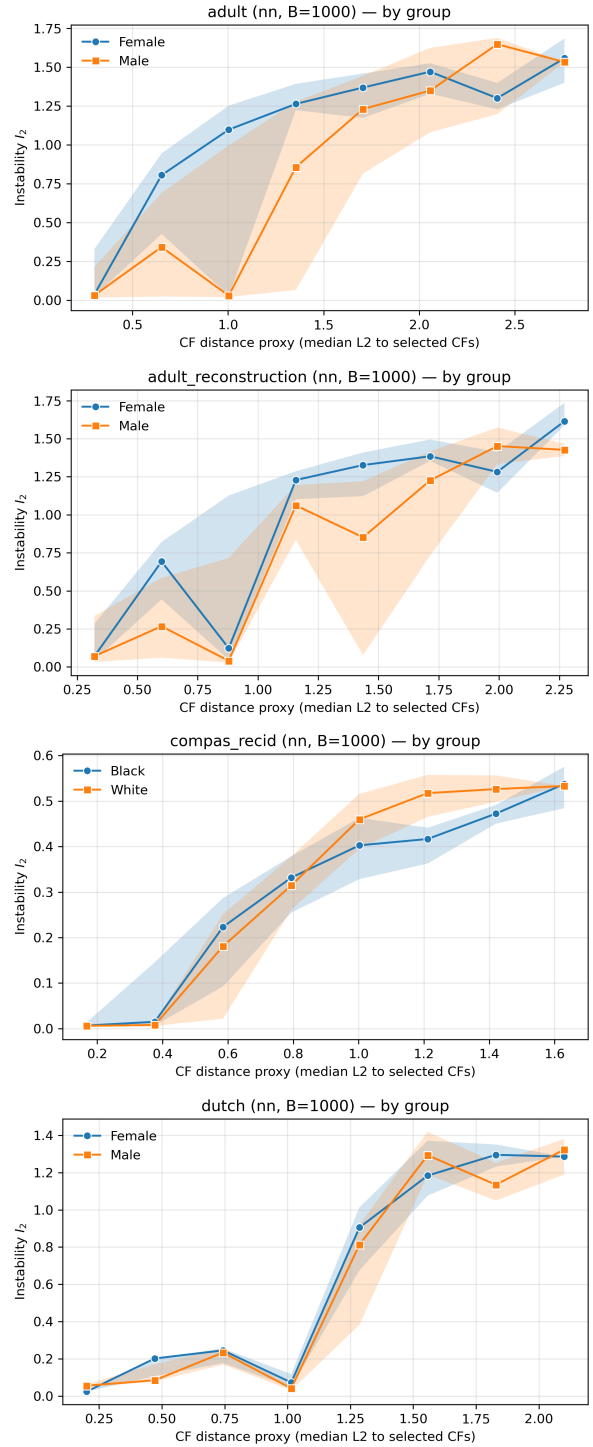 adult (nn, B=1000) — by group
Female
Male
Instability I₂
1.75
1.50
1.25
1.00
0.75
0.50
0.25
0.00
0.5 1.0 1.5 2.0 2.5
CF distance proxy (median L2 to selected CFs)
adult_reconstruction (nn, B=1000) — by group
Female
Male
Instability I₂
1.75
1.50
1.25
1.00
0.75
0.50
0.25
0.00
0.25 0.50 0.75 1.00 1.25 1.50 1.75 2.00 2.25
CF distance proxy (median L2 to selected CFs)
compas_recid (nn, B=1000) — by group
Black
White
Instability I₂
0.6
0.5
0.4
0.3
0.2
0.1
0.0
0.2 0.4 0.6 0.8 1.0 1.2 1.4 1.6
CF distance proxy (median L2 to selected CFs)
dutch (nn, B=1000) — by group
Female
Male
Instability I₂
1.4
1.2
1.0
0.8
0.6
0.4
0.2
0.0
0.25 0.50 0.75 1.00 1.25 1.50 1.75 2.00
CF distance proxy (median L2 to selected CFs)